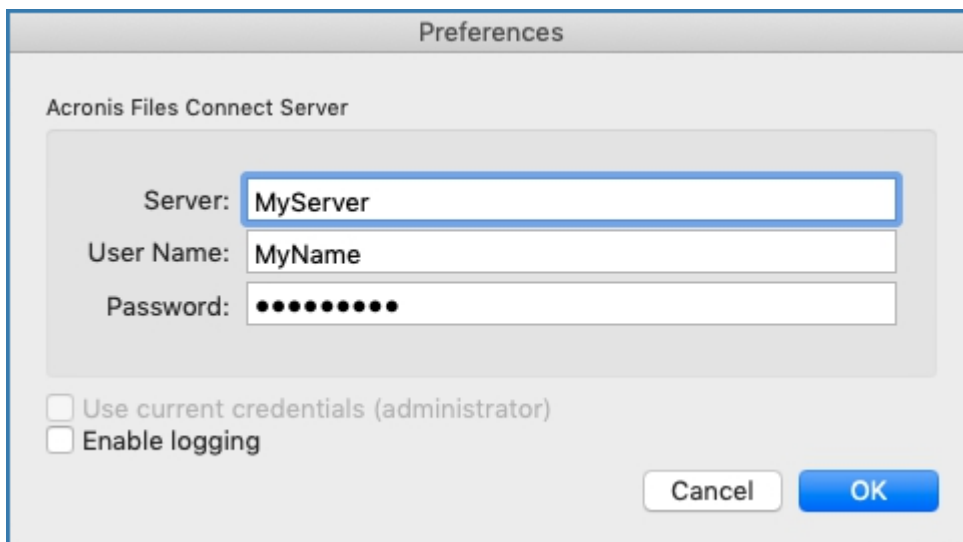 Preferences
Acronis Files Connect Server
Server: MyServer
User Name: MyName
Password: •••••••••
Use current credentials (administrator)
Enable logging
Cancel OK